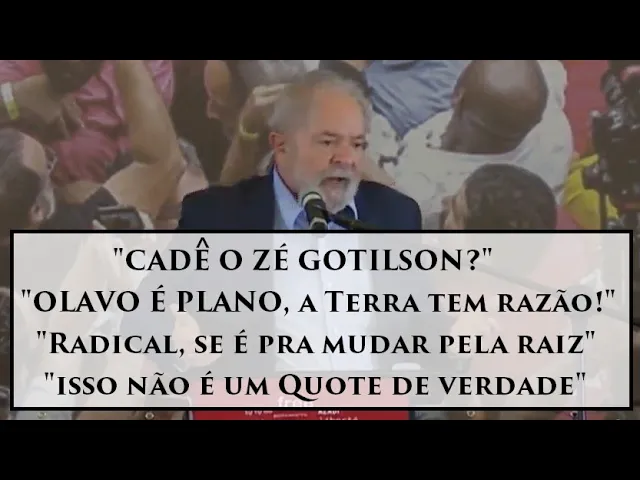 "CADÊ O ZÉ GOTILSON?"
"OLAVO É PLANO, a Terra tem razão!"
"Radical, se é pra mudar pela raiz"
"isso não é um Quote de verdade"